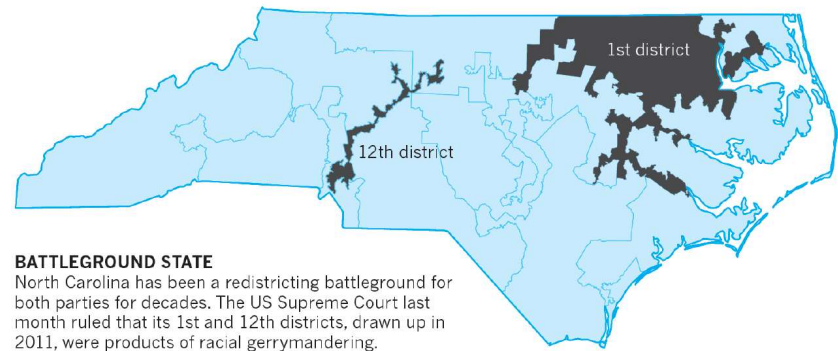 1st district
12th district
BATTLEGROUND STATE
North Carolina has been a redistricting battleground for
both parties for decades. The US Supreme Court last
month ruled that its 1st and 12th districts, drawn up in
2011, were products of racial gerrymandering.